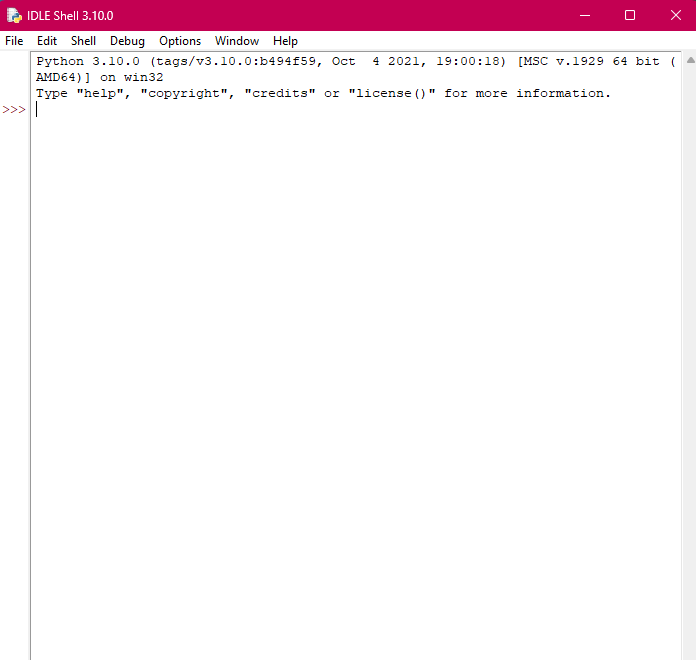 IDLE Shell 3.10.0
File Edit Shell Debug Options Window Help
Python 3.10.0 (tags/v3.10.0:b494f59, Oct  4 2021, 19:00:18) [MSC v.1929 64 bit (
AMD64)] on win32
Type "help", "copyright", "credits" or "license()" for more information.
>>>